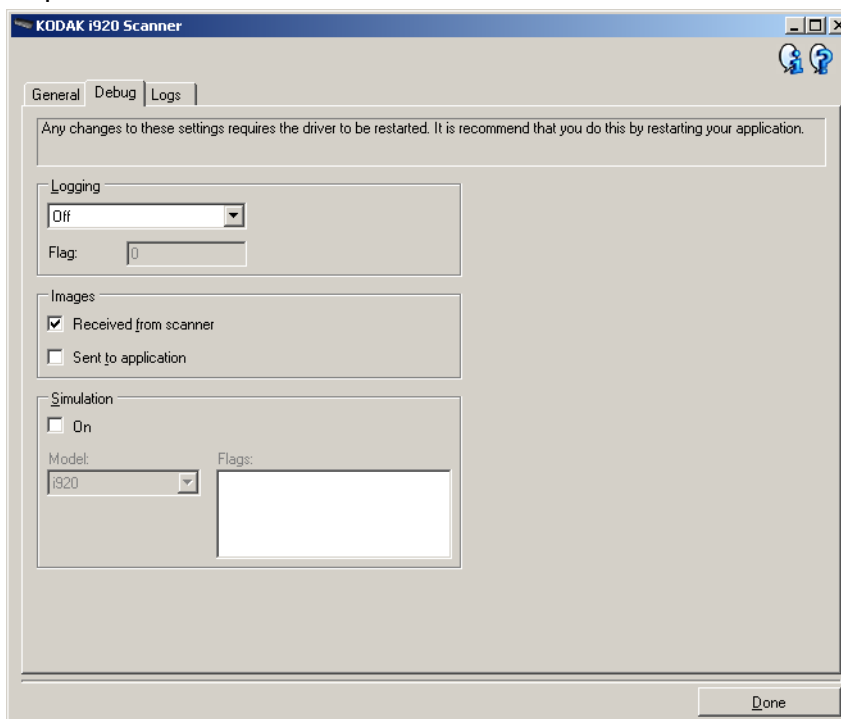 KODAK i920 Scanner
General Debug Logs
Any changes to these settings requires the driver to be restarted. It is recommend that you do this by restarting your application.
Logging
Off
Flag: 0
Images
Received from scanner
Sent to application
Simulation
On
Model: Flags:
i920
Done